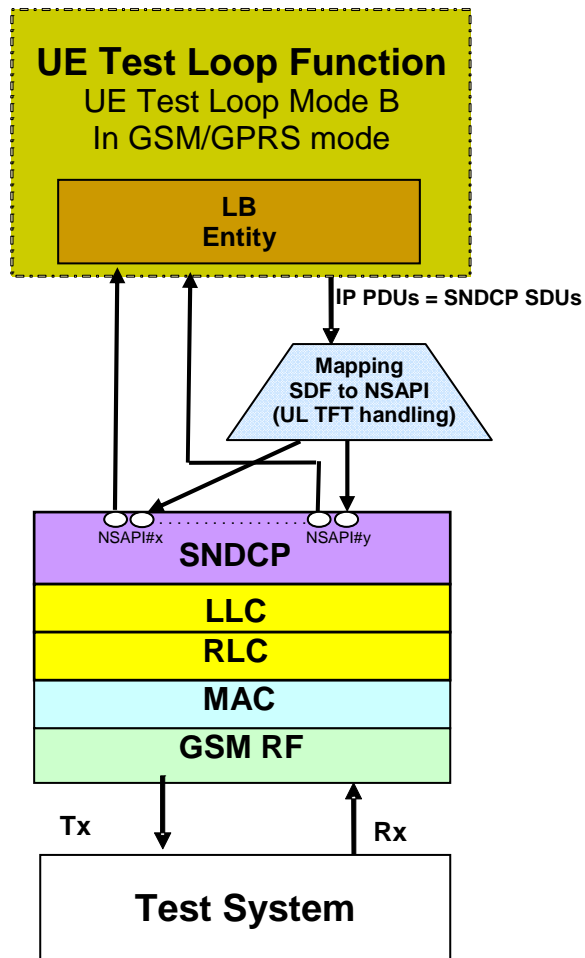 UE Test Loop Function
UE Test Loop Mode B
In GSM/GPRS mode
LB
Entity
IP PDUs = SNDCP SDUs
Mapping
SDF to NSAPI
(UL TFT handling)
NSAPI#x
NSAPI#y
SNDCP
LLC
RLC
MAC
GSM RF
Tx
Rx
Test System